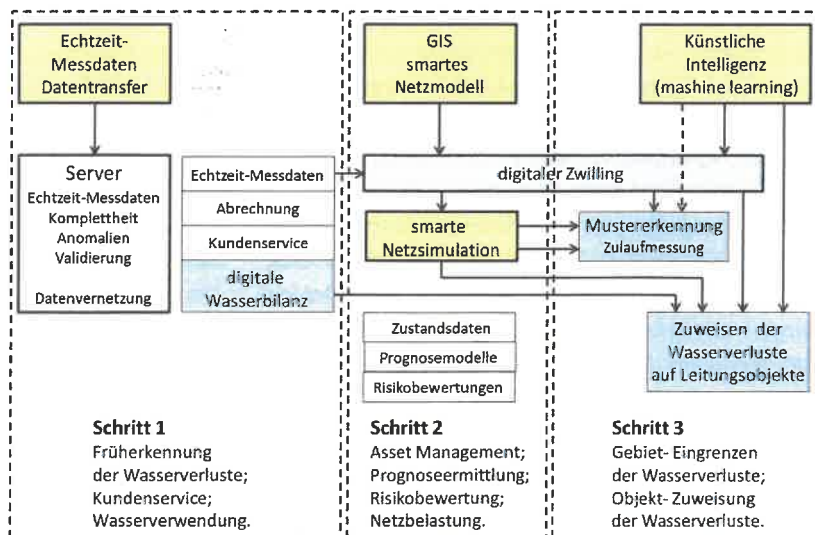 Echtzeit-
Messdaten
Datentransfer
Server
Echtzeit-Messdaten
Komplettheit
Anomalien
Validierung
Datenvernetzung
Echtzeit-Messdaten
Abrechnung
Kundenservice
digitale
Wasserbilanz
Schritt 1
Früherkennung
der Wasserverluste;
Kundenservice;
Wasserverwendung.
GIS
smartes
Netzmodell
digitaler Zwilling
smarte
Netzsimulation
Zustandsdaten
Prognosemodelle
Risikobewertungen
Schritt 2
Asset Management;
Prognoseermittlung;
Risikobewertung;
Netzbelastung.
Künstliche
Intelligenz
(mashine learning)
Mustererkennung
Zulaufmessung
Zuweisen der
Wasserverluste
auf Leitungsobjekte
Schritt 3
Gebiet- Eingrenzen
der Wasserverluste;
Objekt- Zuweisung
der Wasserverluste.